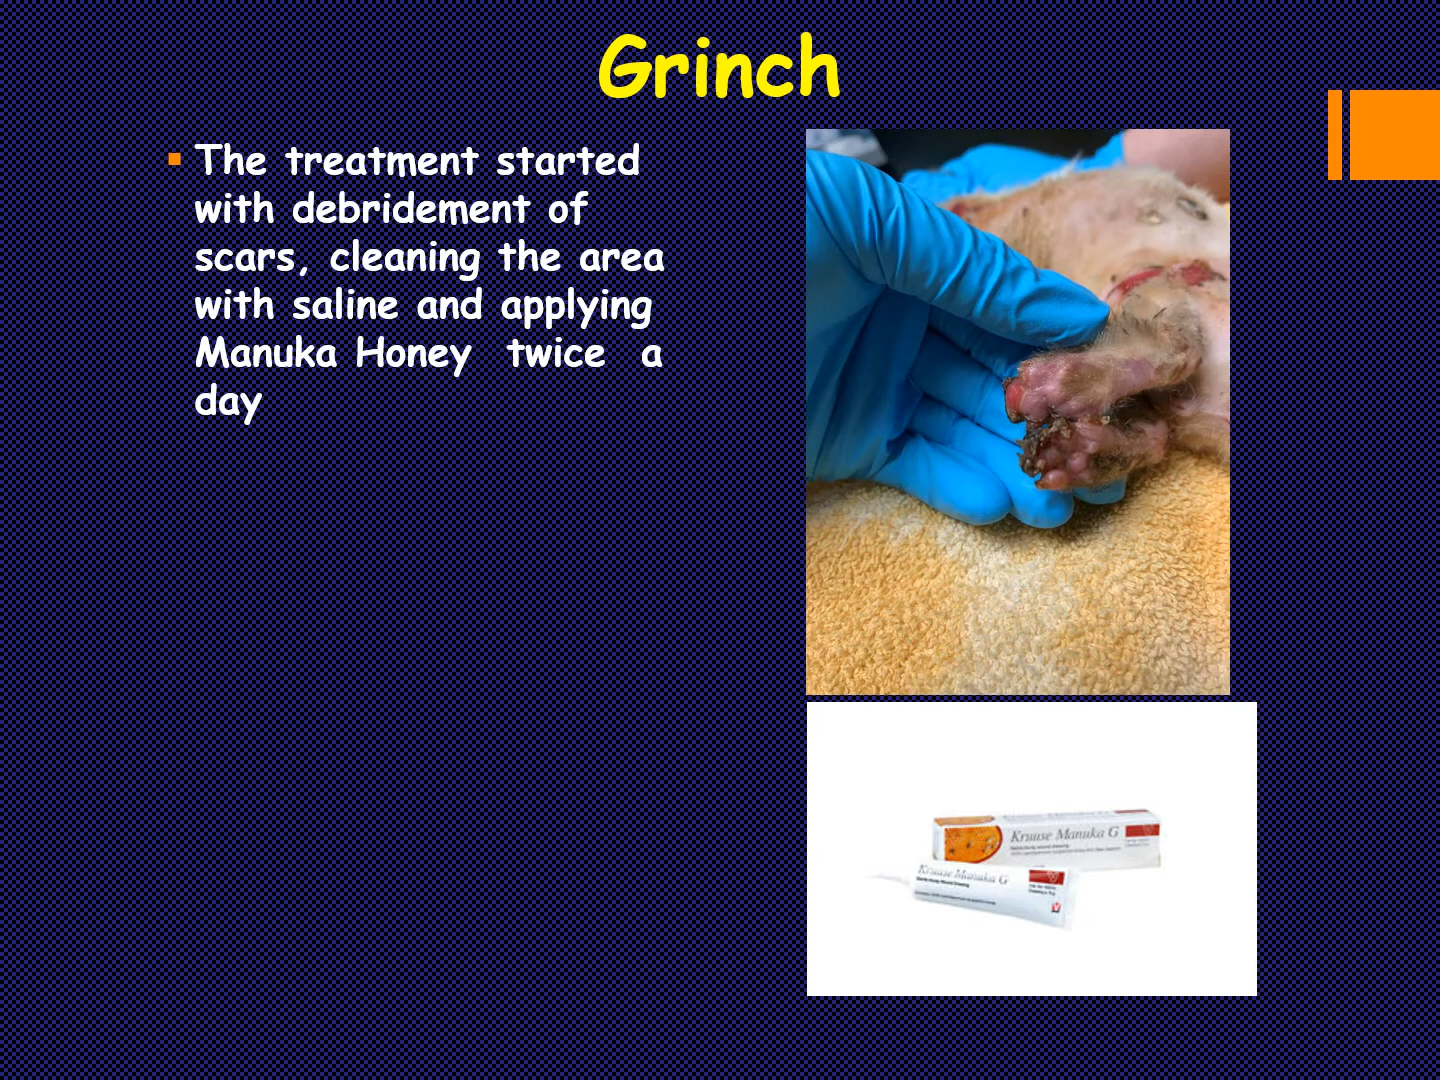 Grinch
The treatment started
with debridement of
scars, cleaning the area
with saline and applying
Manuka Honey twice a
day
Kruuse Manuka G
Kruuse Manuka G